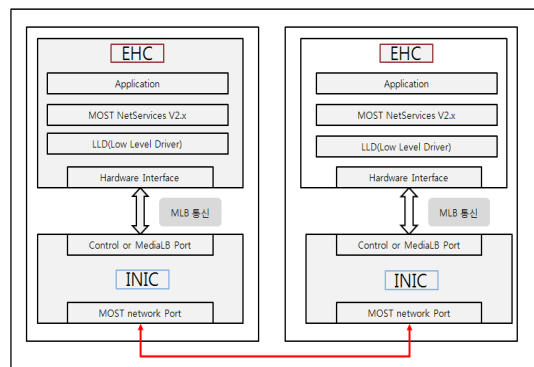 EHC
Application
MOST NetServices V2.x
LLD(Low Level Driver)
Hardware Interface
MLB 통신
Control or MediaLB Port
INIC
MOST network Port
EHC
Application
MOST NetServices V2.x
LLD(Low Level Driver)
Hardware Interface
MLB 통신
Control or MediaLB Port
INIC
MOST network Port